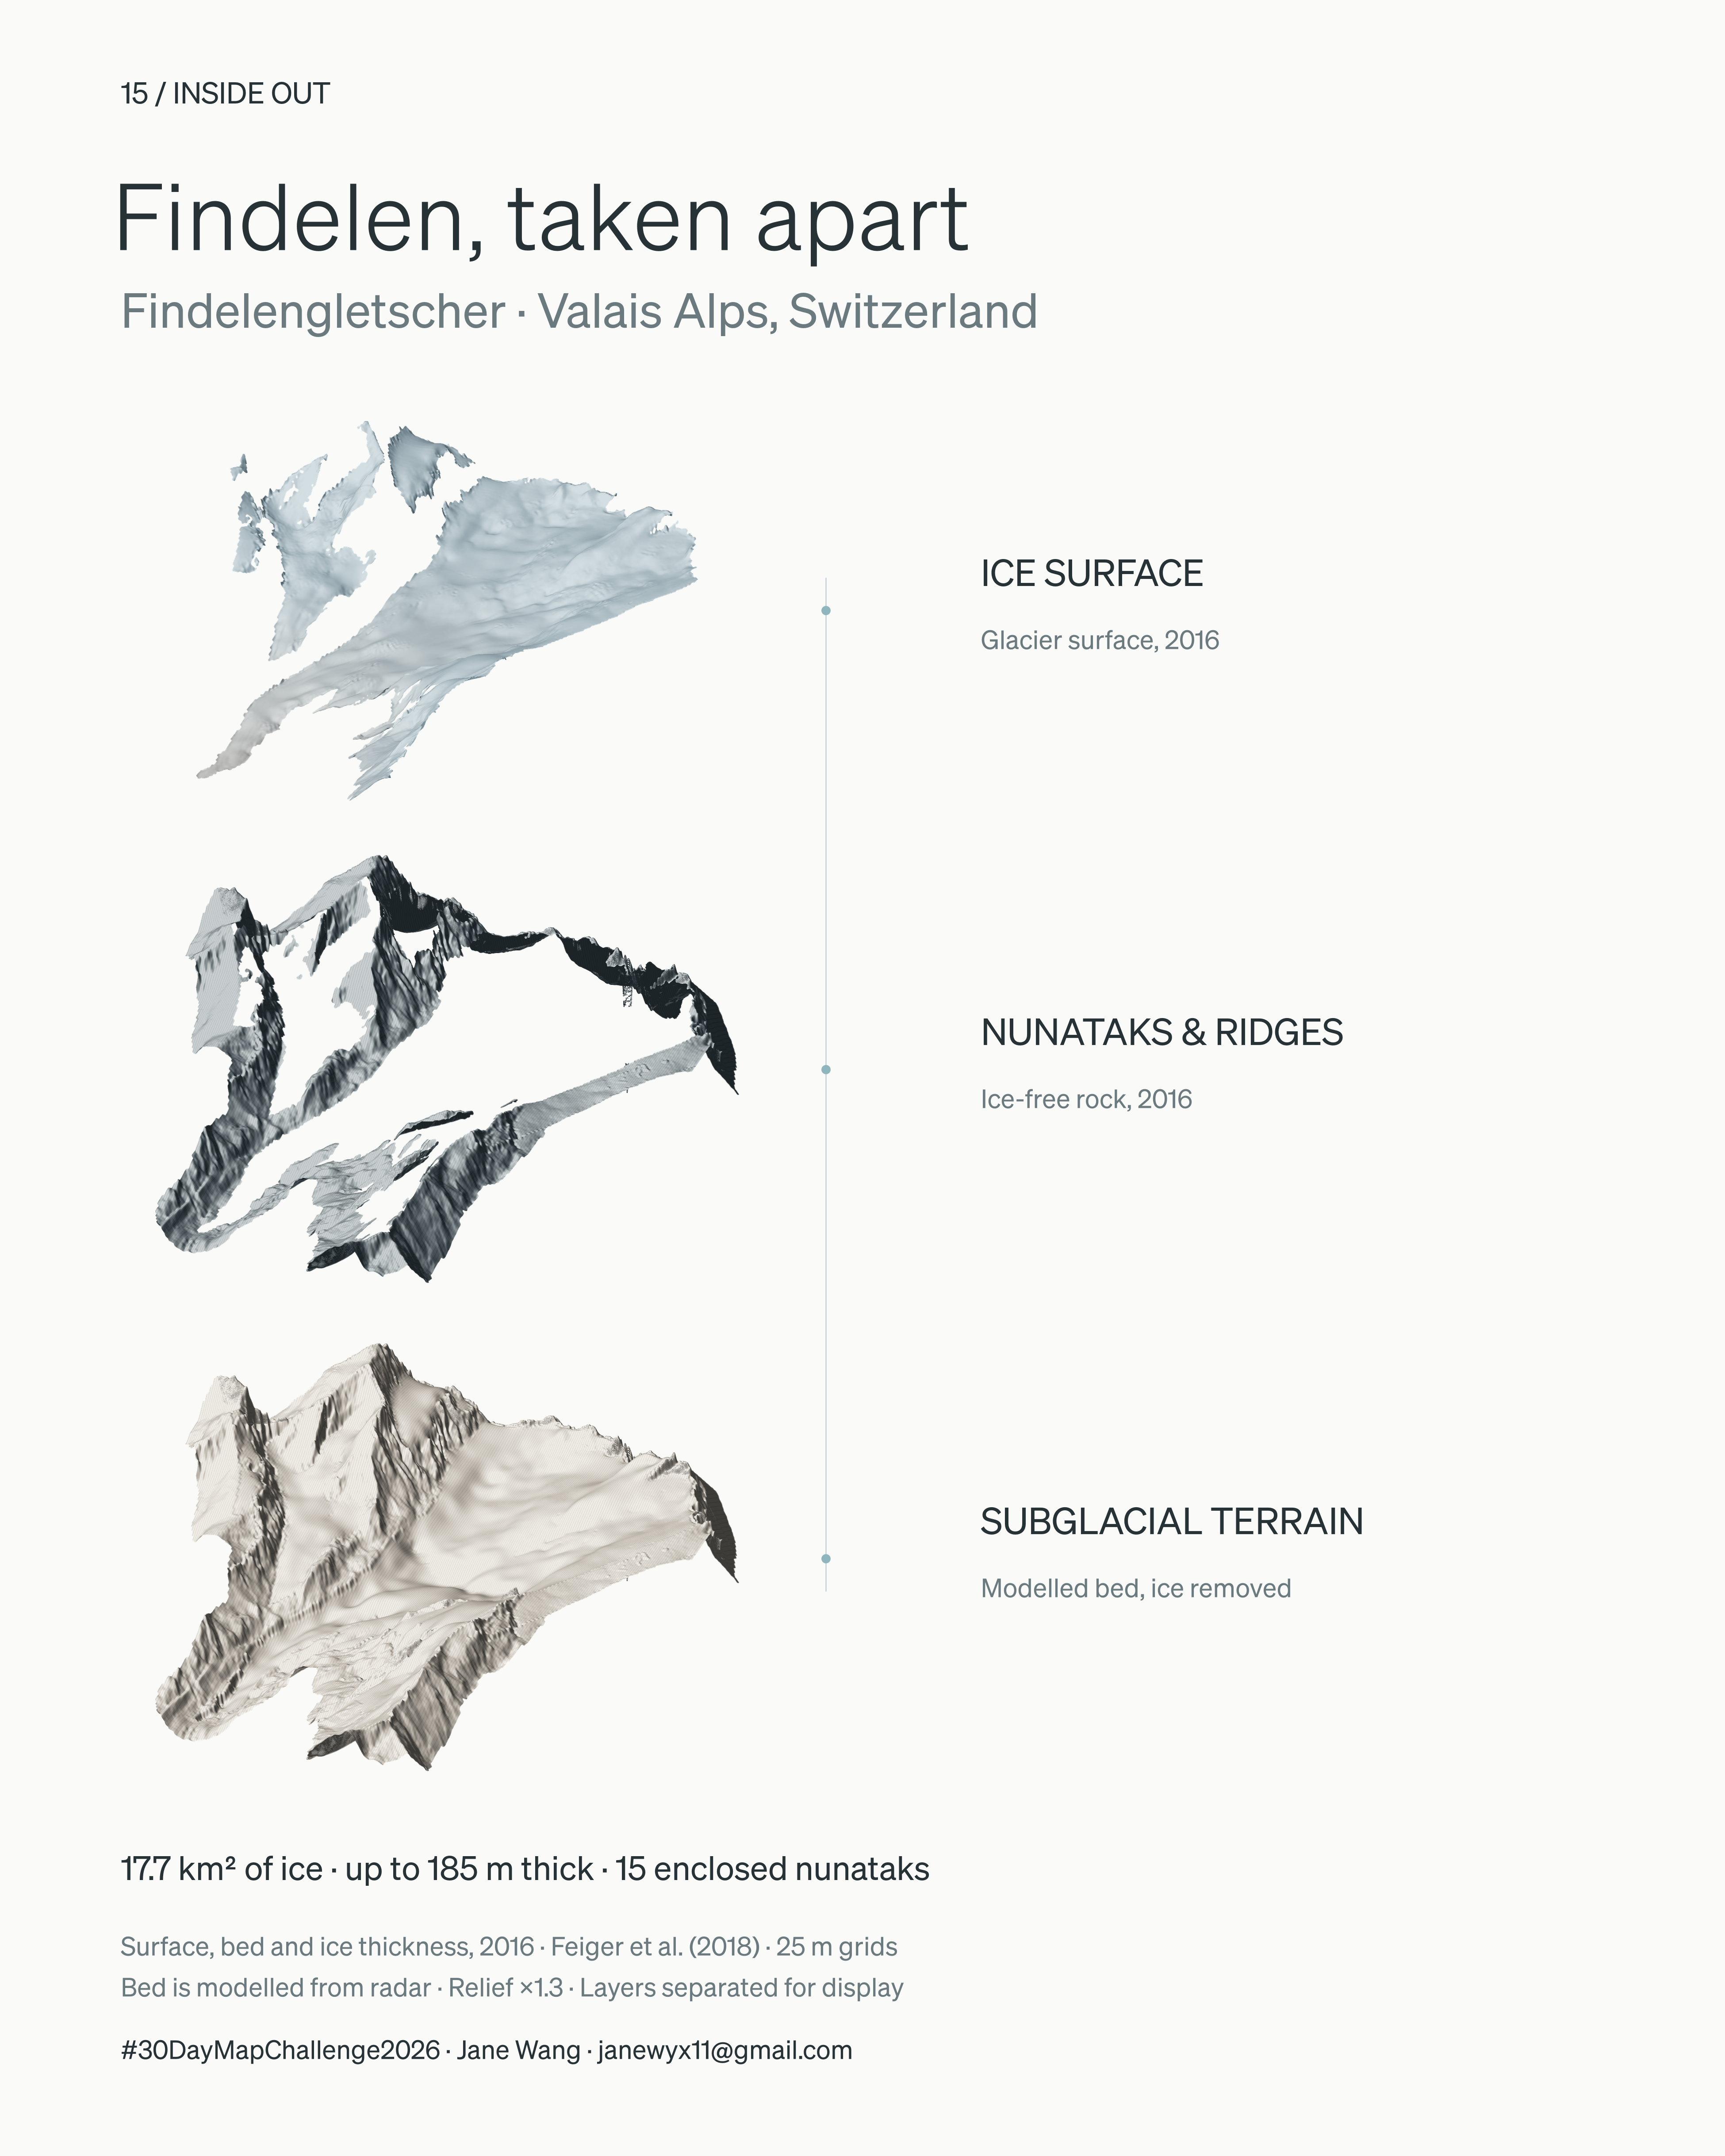 15 / INSIDE OUT
Findelen, taken apart
Findelengletscher · Valais Alps, Switzerland
ICE SURFACE
Glacier surface, 2016
NUNATAKS & RIDGES
Ice-free rock, 2016
SUBGLACIAL TERRAIN
Modelled bed, ice removed
17.7 km² of ice · up to 185 m thick · 15 enclosed nunataks
Surface, bed and ice thickness, 2016 · Feiger et al. (2018) · 25 m grids
Bed is modelled from radar · Relief ×1.3 · Layers separated for display
#30DayMapChallenge2026 · Jane Wang · janewyx11@gmail.com